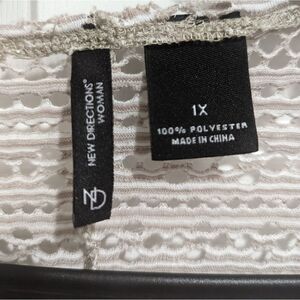 NEW DIRECTIONS®
WOMAN
ND
1X
100% POLYESTER
MADE IN CHINA